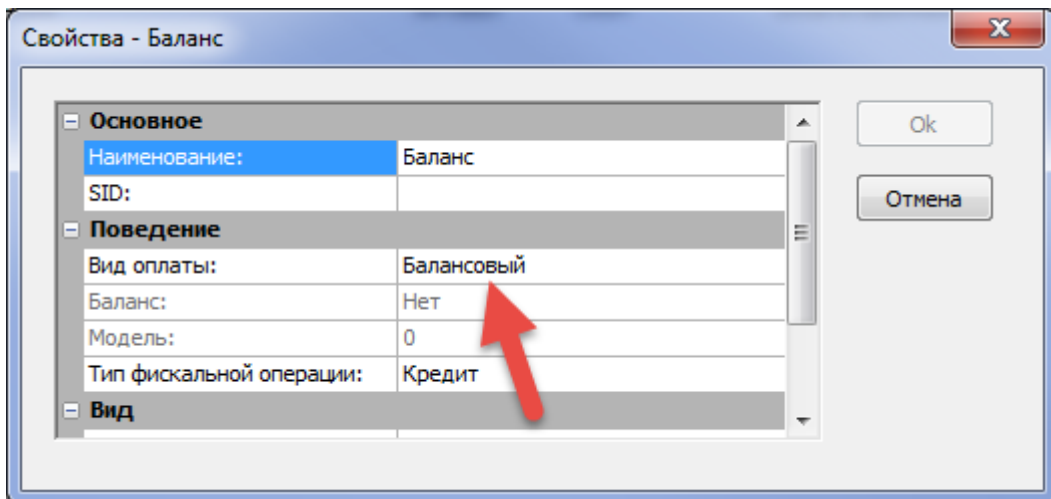 Свойства - Баланс
Основное
Наименование: Баланс
SID:
Поведение
Вид оплаты: Балансовый
Баланс: Нет
Модель: 0
Тип фискальной операции: Кредит
Вид
Ok
Отмена